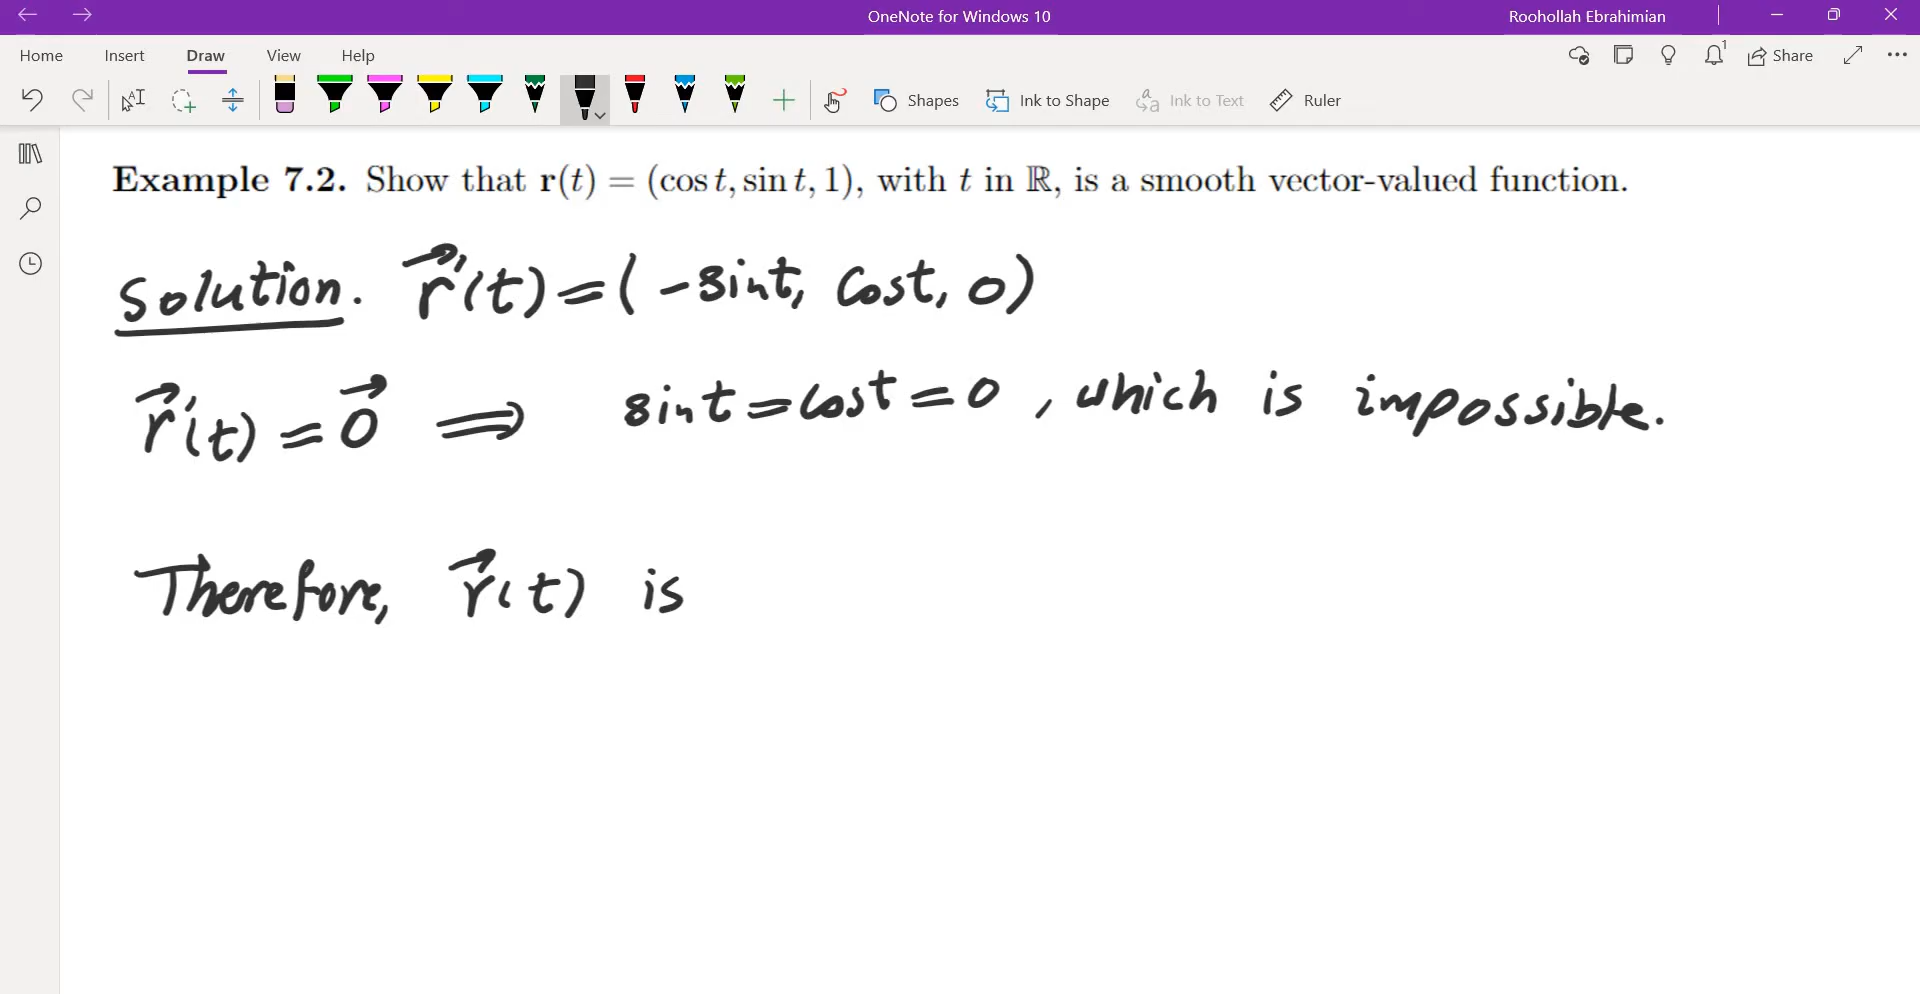 OneNote for Windows 10
Roohollah Ebrahimian
Home Insert Draw View Help
1
Share
Shapes
Ink to Shape
Ink to Text
Ruler
Example 7.2. Show that r(t) = (cos t, sin t, 1), with t in ℝ, is a smooth vector-valued function.
Solution. r⃗'(t) = (-sint, cost, 0)
r⃗'(t) = 0⃗ ⟹ sint = cost = 0, which is impossible.
Therefore, r⃗(t) is